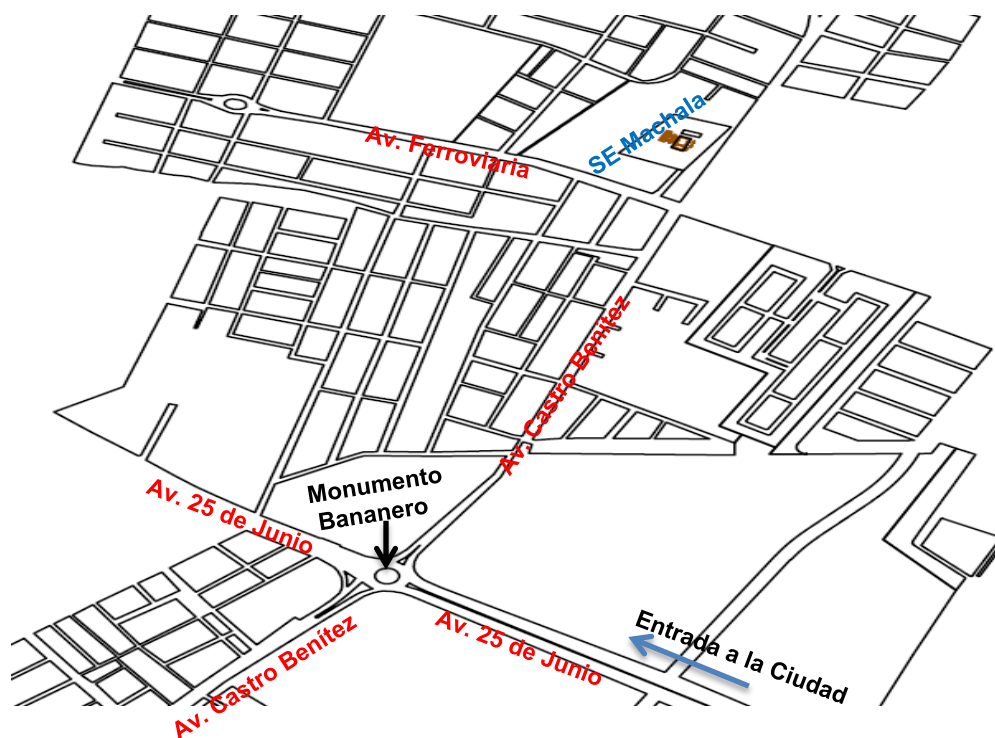 SE-Machala
Av. Ferroviaria
Av. Castro Benítez
Monumento
Bananero
Av. 25 de Junio
Entrada a la Ciudad
Av. 25 de Junio
Av. Castro Benítez